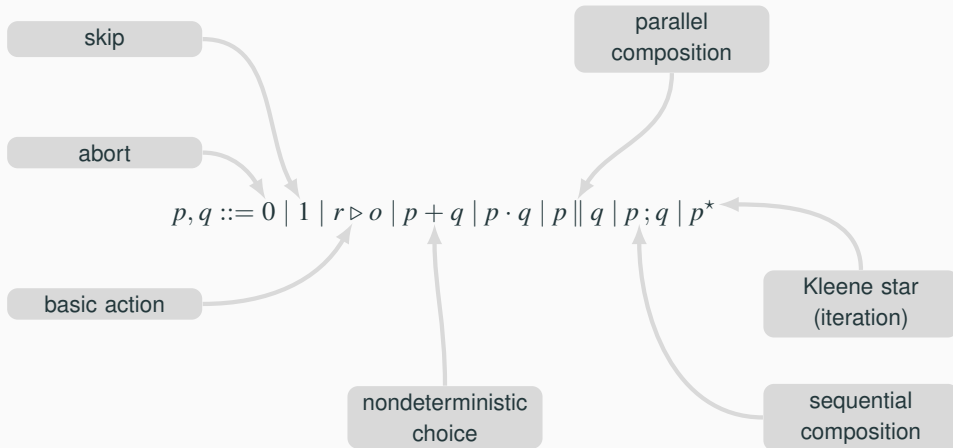 skip
parallel
composition
abort
p, q ::= 0 | 1 | r ▷ o | p + q | p · q | p ∥ q | p ; q | p⋆
basic action
Kleene star
(iteration)
nondeterministic
choice
sequential
composition